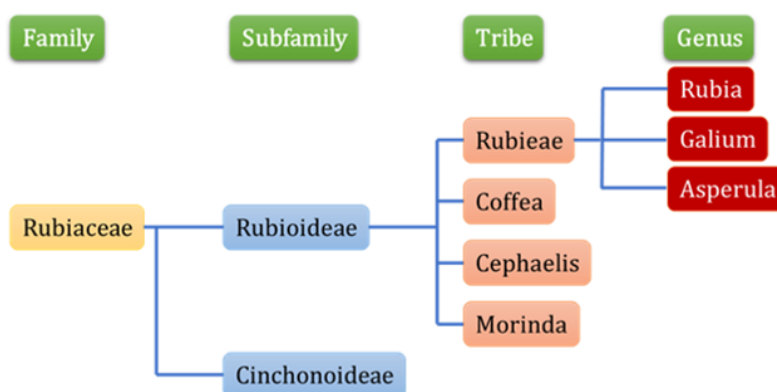 Family
Subfamily
Tribe
Genus
Rubia
Rubieae
Galium
Coffea
Asperula
Rubiaceae
Rubioideae
Cephaelis
Morinda
Cinchonoideae